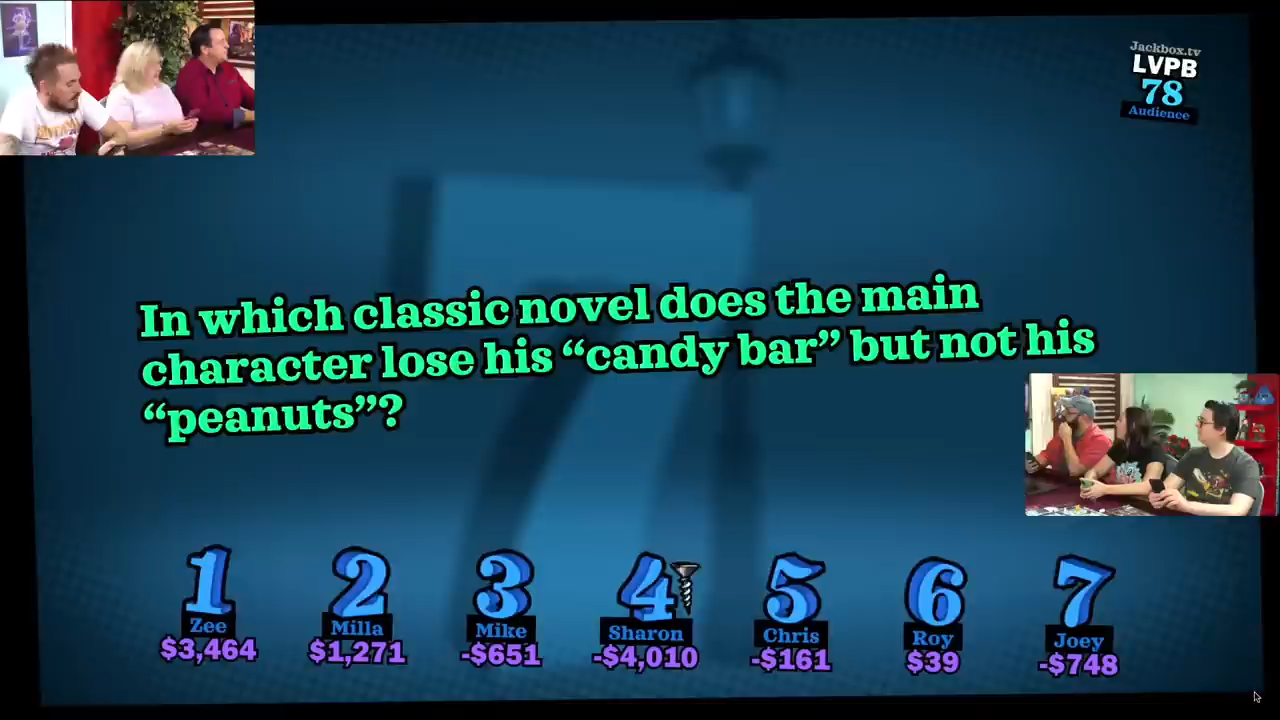 Jackbox.tv
LVPB
78
Audience
In which classic novel does the main
character lose his “candy bar” but not his
“peanuts”?
1
2
3
4
5
6
7
Zee
Milla
Mike
Sharon
Chris
Roy
Joey
$3,464
$1,271
-$651
-$4,010
-$161
$39
-$748